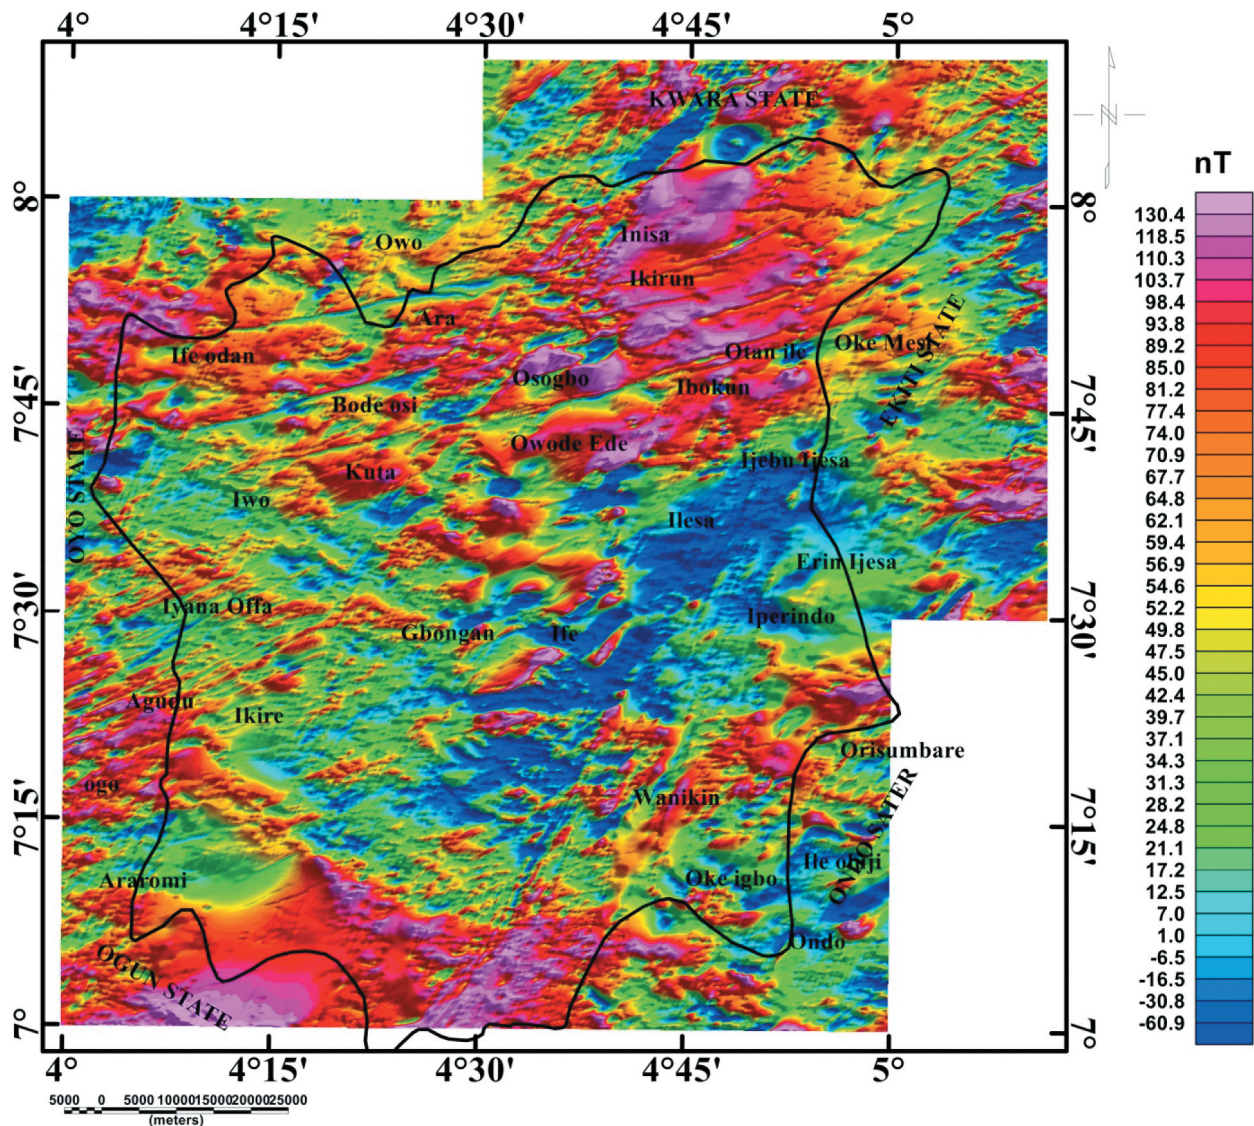 4° 4°15' 4°30' 4°45' 5°
N
nT
KWARA STATE
8°
8°
Inisa
Owo
Ikirun
Ara
Ife odan
Otan ile
Oke Mesi
EKITI STATE
Osogbo
Ibokun
7°45'
7°45'
Bode osi
Owode Ede
Ijebu Ijesa
Kuta
OYO STATE
Iwo
Ilesa
Erin Ijesa
7°30'
7°30'
Iyana Offa
Iperindo
Gbongan
Ife
Agudu
Ikire
Orisumbare
ogo
Wanikin
7°15'
7°15'
ONDO SATER
Ile oluji
Araromi
Oke igbo
Ondo
OGUN STATE
7°
7°
4° 4°15' 4°30' 4°45' 5°
5000 0 5000 10000 15000 20000 25000
(meters)
130.4
118.5
110.3
103.7
98.4
93.8
89.2
85.0
81.2
77.4
74.0
70.9
67.7
64.8
62.1
59.4
56.9
54.6
52.2
49.8
47.5
45.0
42.4
39.7
37.1
34.3
31.3
28.2
24.8
21.1
17.2
12.5
7.0
1.0
-6.5
-16.5
-30.8
-60.9